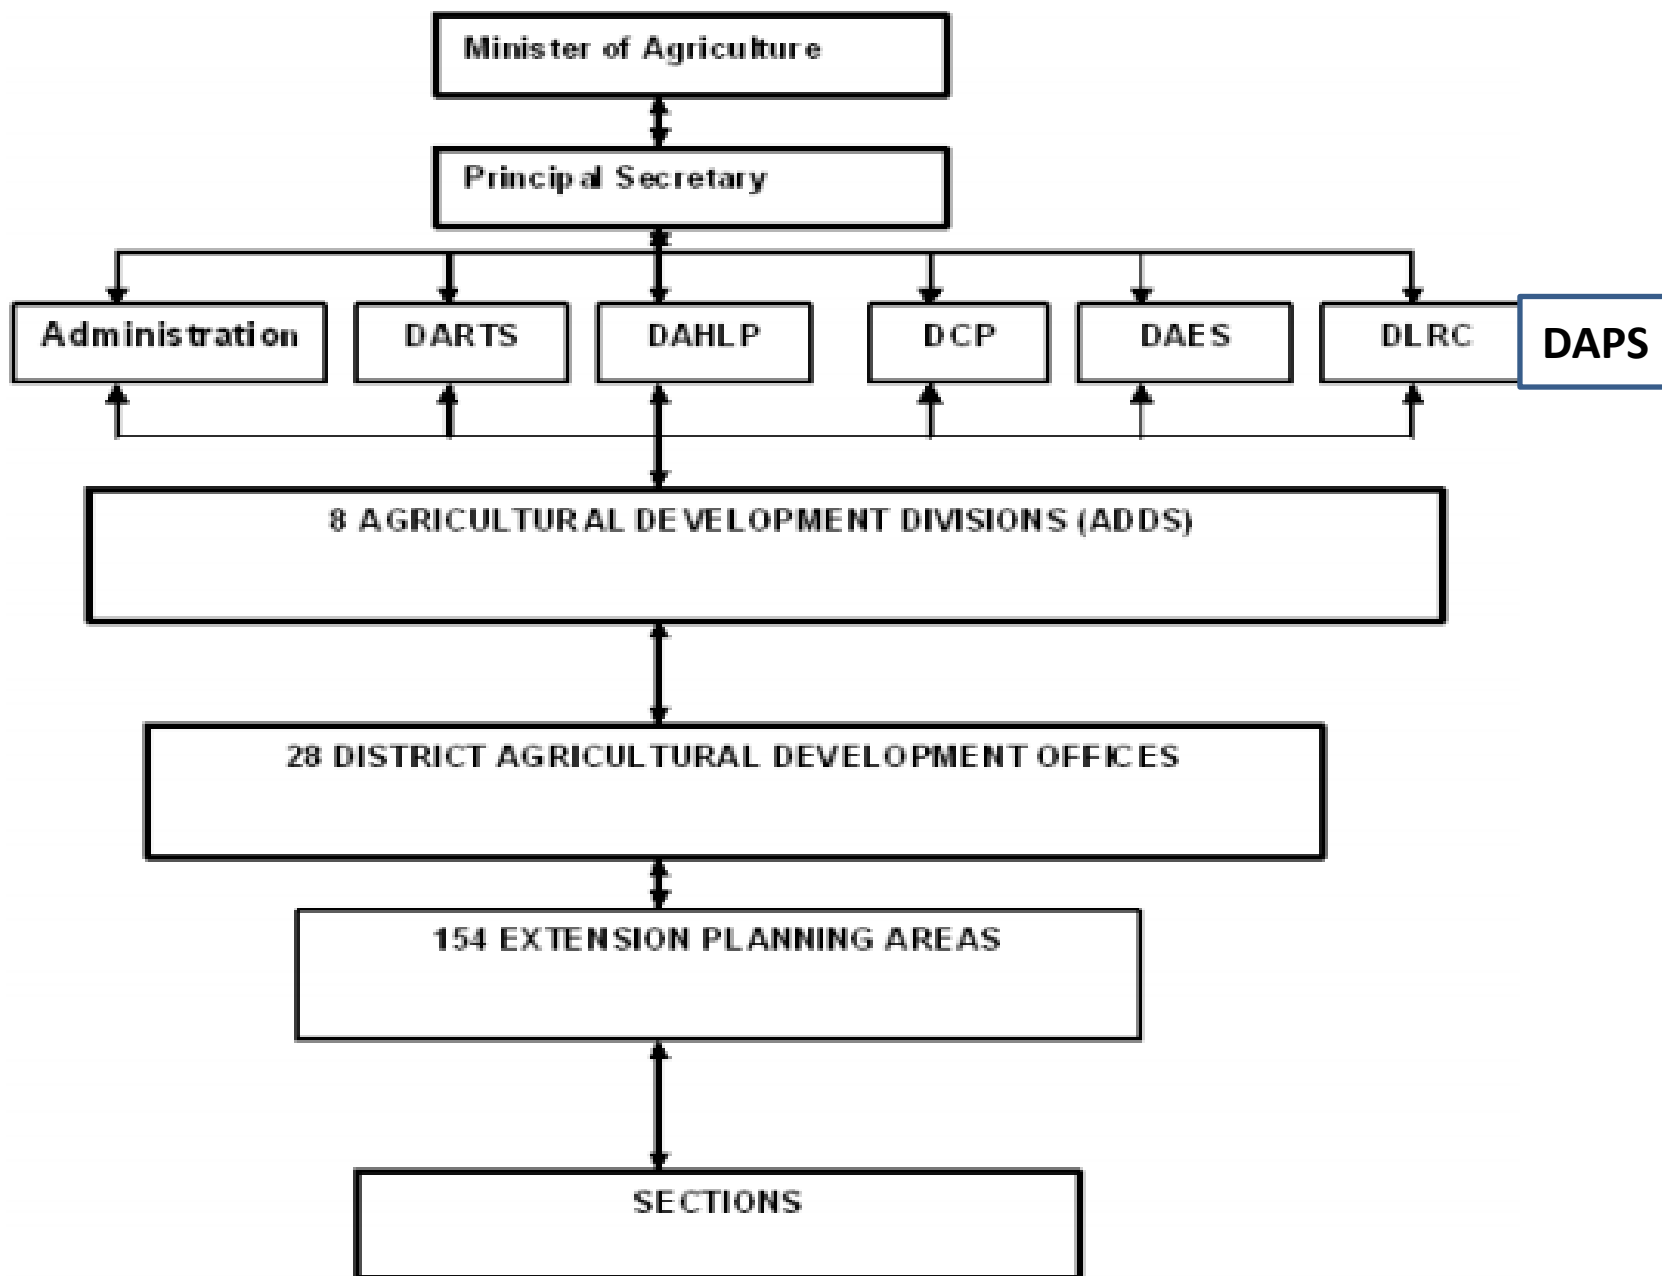 Minister of Agriculture
Principal Secretary
Administration
DARTS
DAHLP
DCP
DAES
DLRC
DAPS
8 AGRICULTURAL DEVELOPMENT DIVISIONS (ADDS)
28 DISTRICT AGRICULTURAL DEVELOPMENT OFFICES
154 EXTENSION PLANNING AREAS
SECTIONS